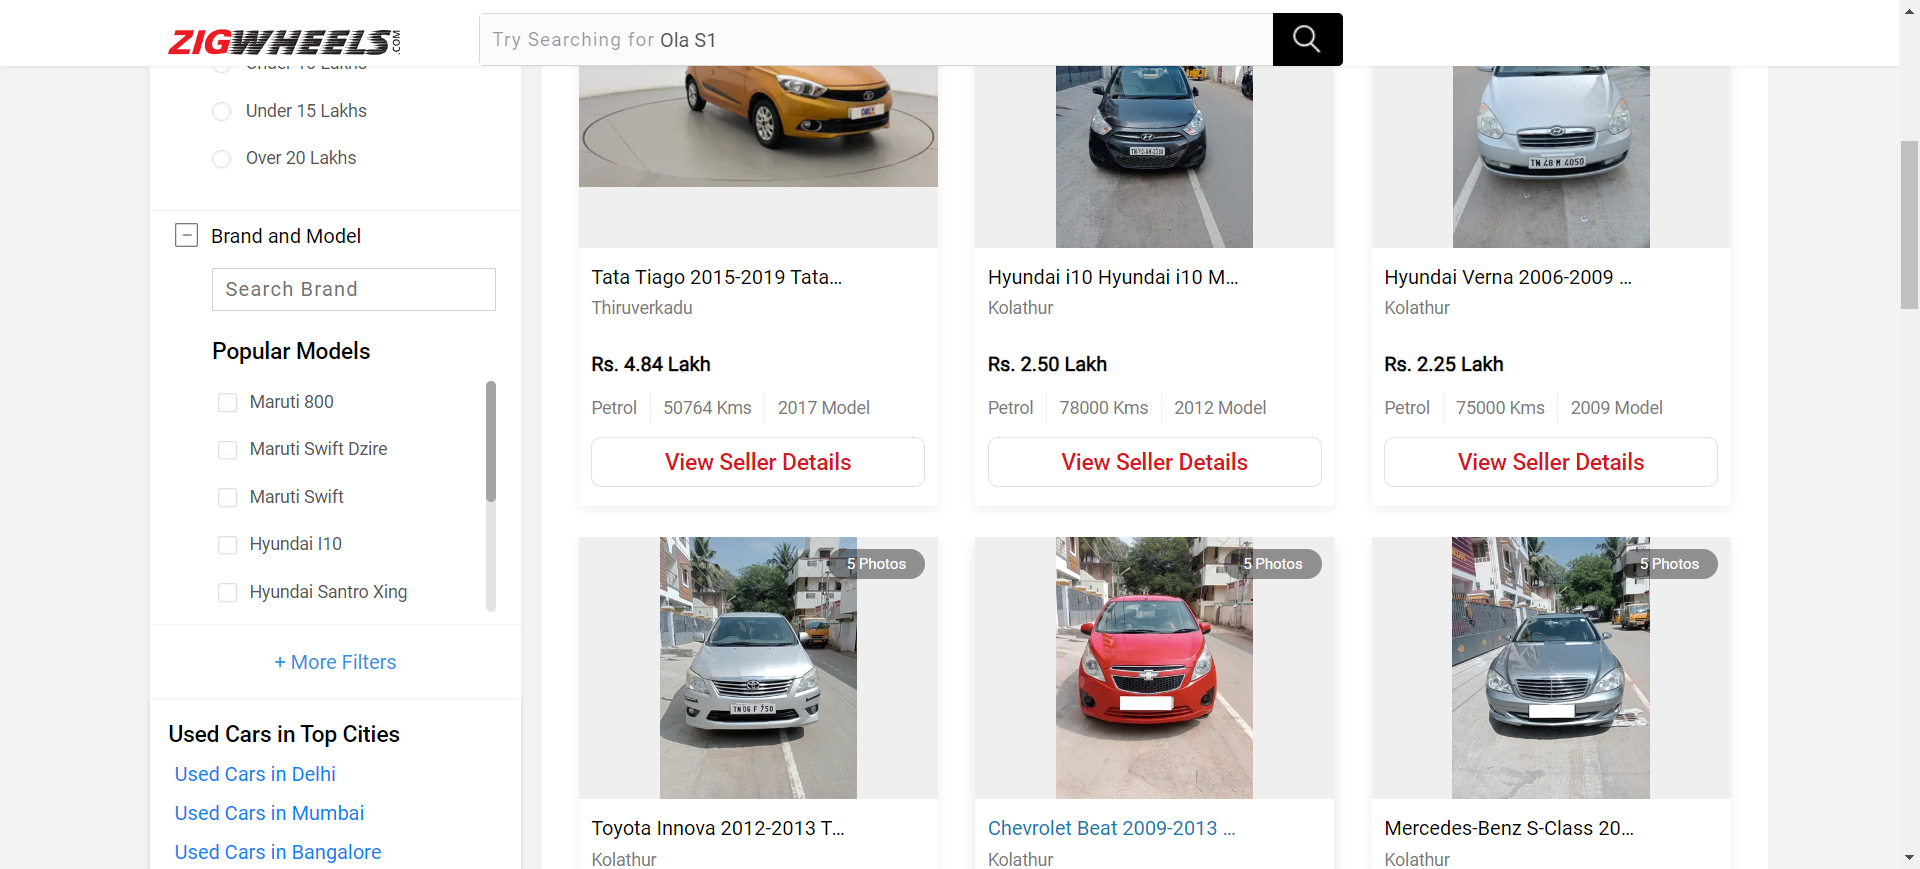 ZIGWHEELS.COM
Try Searching for Ola S1
Under 15 Lakhs
Over 20 Lakhs
Brand and Model
Search Brand
Popular Models
Maruti 800
Maruti Swift Dzire
Maruti Swift
Hyundai I10
Hyundai Santro Xing
+ More Filters
Used Cars in Top Cities
Used Cars in Delhi
Used Cars in Mumbai
Used Cars in Bangalore
Tata Tiago 2015-2019 Tata...
Thiruverkadu
Rs. 4.84 Lakh
Petrol 50764 Kms 2017 Model
View Seller Details
Hyundai i10 Hyundai i10 M...
Kolathur
Rs. 2.50 Lakh
Petrol 78000 Kms 2012 Model
View Seller Details
TN 48 M 4050
Hyundai Verna 2006-2009 ...
Kolathur
Rs. 2.25 Lakh
Petrol 75000 Kms 2009 Model
View Seller Details
5 Photos
TN 06 F 750
Toyota Innova 2012-2013 T...
Kolathur
5 Photos
Chevrolet Beat 2009-2013 ...
Kolathur
5 Photos
Mercedes-Benz S-Class 20...
Kolathur